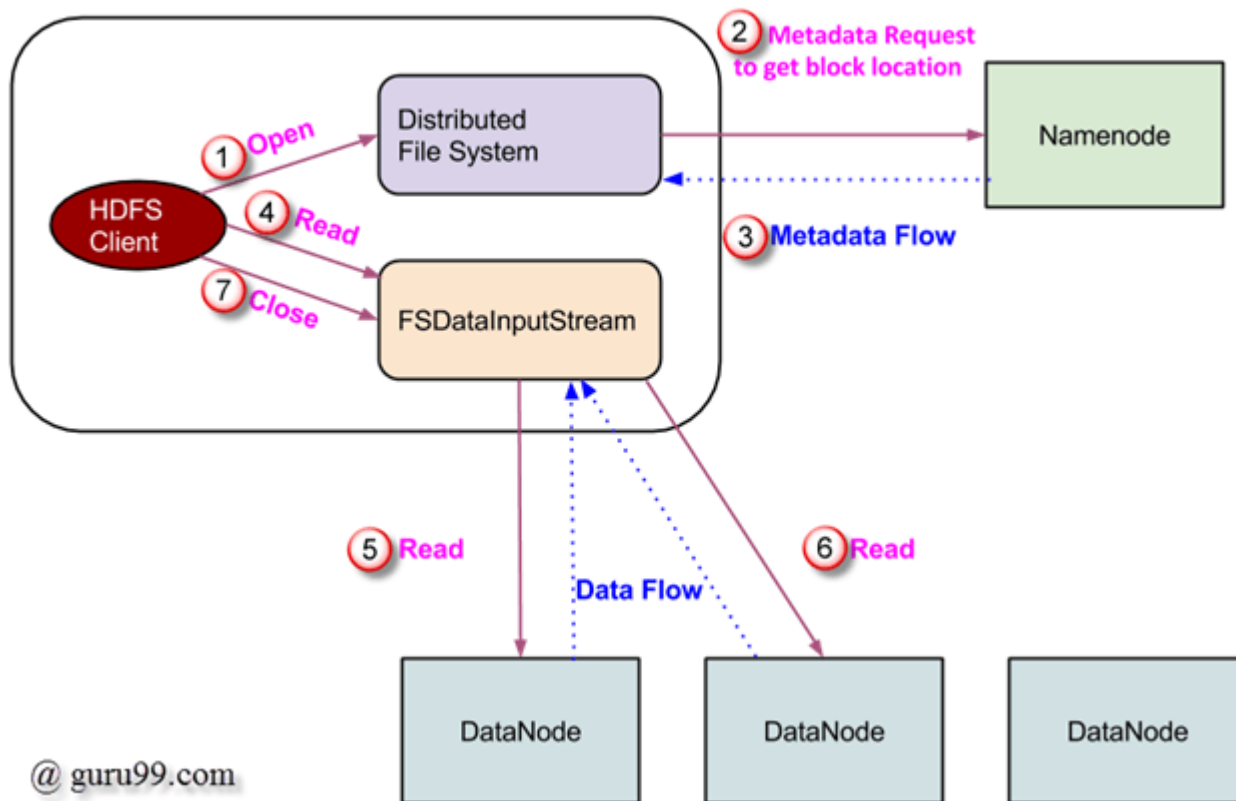 2 Metadata Request
to get block location
Distributed
File System
Namenode
1 Open
HDFS
Client
4 Read
3 Metadata Flow
7 Close
FSDataInputStream
5 Read
6 Read
Data Flow
DataNode
DataNode
DataNode
@ guru99.com